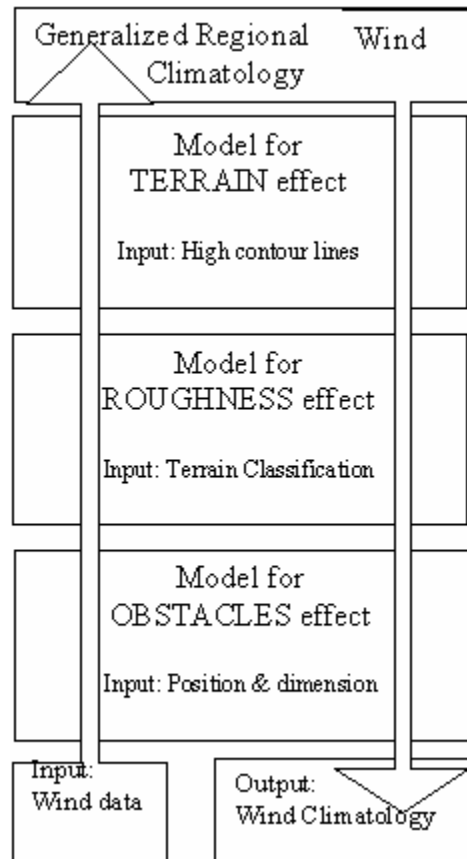 Generalized Regional Wind
Climatology
Model for
TERRAIN effect
Input: High contour lines
Model for
ROUGHNESS effect
Input: Terrain Classification
Model for
OBSTACLES effect
Input: Position & dimension
Input:
Wind data
Output:
Wind Climatology